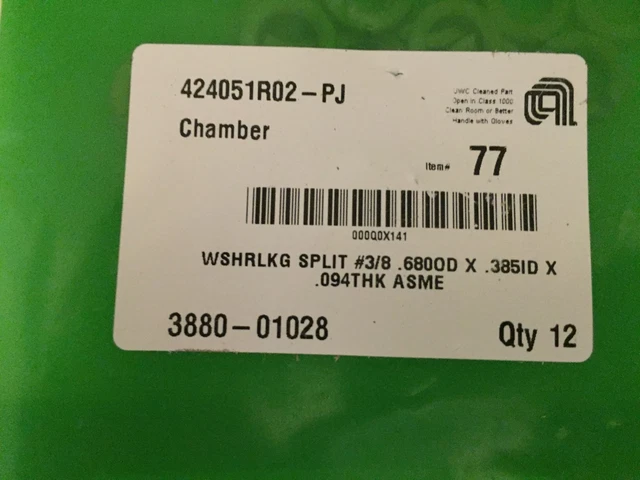 424051R02-PJ
Chamber
UWC Cleaned Part
Open in Class 1000
Clean Room or Better
Handle with Gloves
Item# 77
000Q0X141
WSHRLKG SPLIT #3/8 .680OD X .385ID X
.094THK ASME
3880-01028
Qty 12